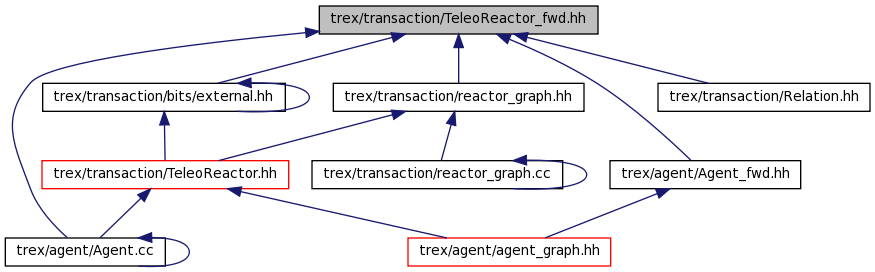 trex/transaction/TeleoReactor_fwd.hh
trex/transaction/bits/external.hh
trex/transaction/reactor_graph.hh
trex/transaction/Relation.hh
trex/transaction/TeleoReactor.hh
trex/transaction/reactor_graph.cc
trex/agent/Agent_fwd.hh
trex/agent/Agent.cc
trex/agent/agent_graph.hh